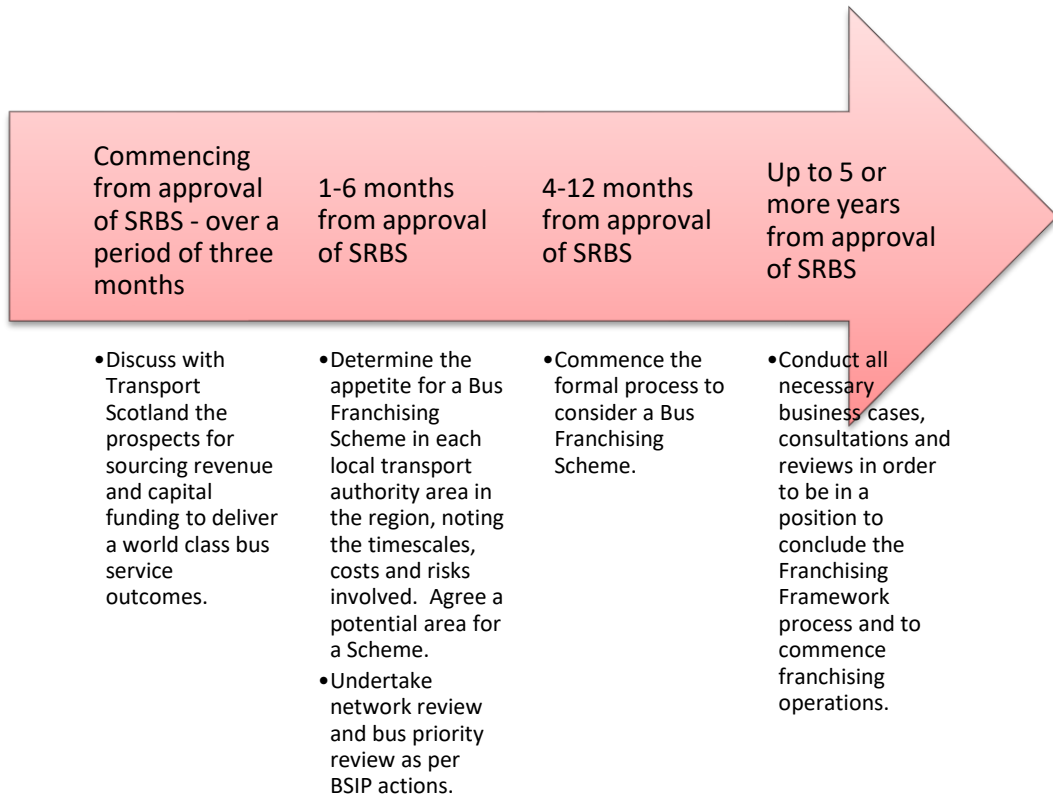 Commencing
from approval
of SRBS - over a
period of three
months
1-6 months
from approval
of SRBS
4-12 months
from approval
of SRBS
Up to 5 or
more years
from approval
of SRBS
•Discuss with
Transport
Scotland the
prospects for
sourcing revenue
and capital
funding to deliver
a world class bus
service
outcomes.
•Determine the
appetite for a Bus
Franchising
Scheme in each
local transport
authority area in
the region, noting
the timescales,
costs and risks
involved.  Agree a
potential area for
a Scheme.
•Undertake
network review
and bus priority
review as per
BSIP actions.
•Commence the
formal process to
consider a Bus
Franchising
Scheme.
•Conduct all
necessary
business cases,
consultations and
reviews in order
to be in a
position to
conclude the
Franchising
Framework
process and to
commence
franchising
operations.